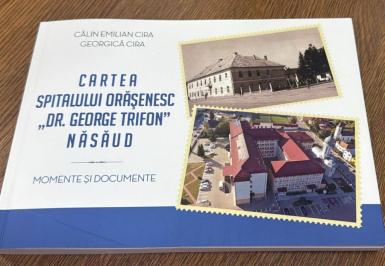 CĂLIN EMILIAN CIRA
GEORGICĂ CIRA
CARTEA
SPITALULUI ORĂȘENESC
„DR. GEORGE TRIFON”
NĂSĂUD
MOMENTE ȘI DOCUMENTE